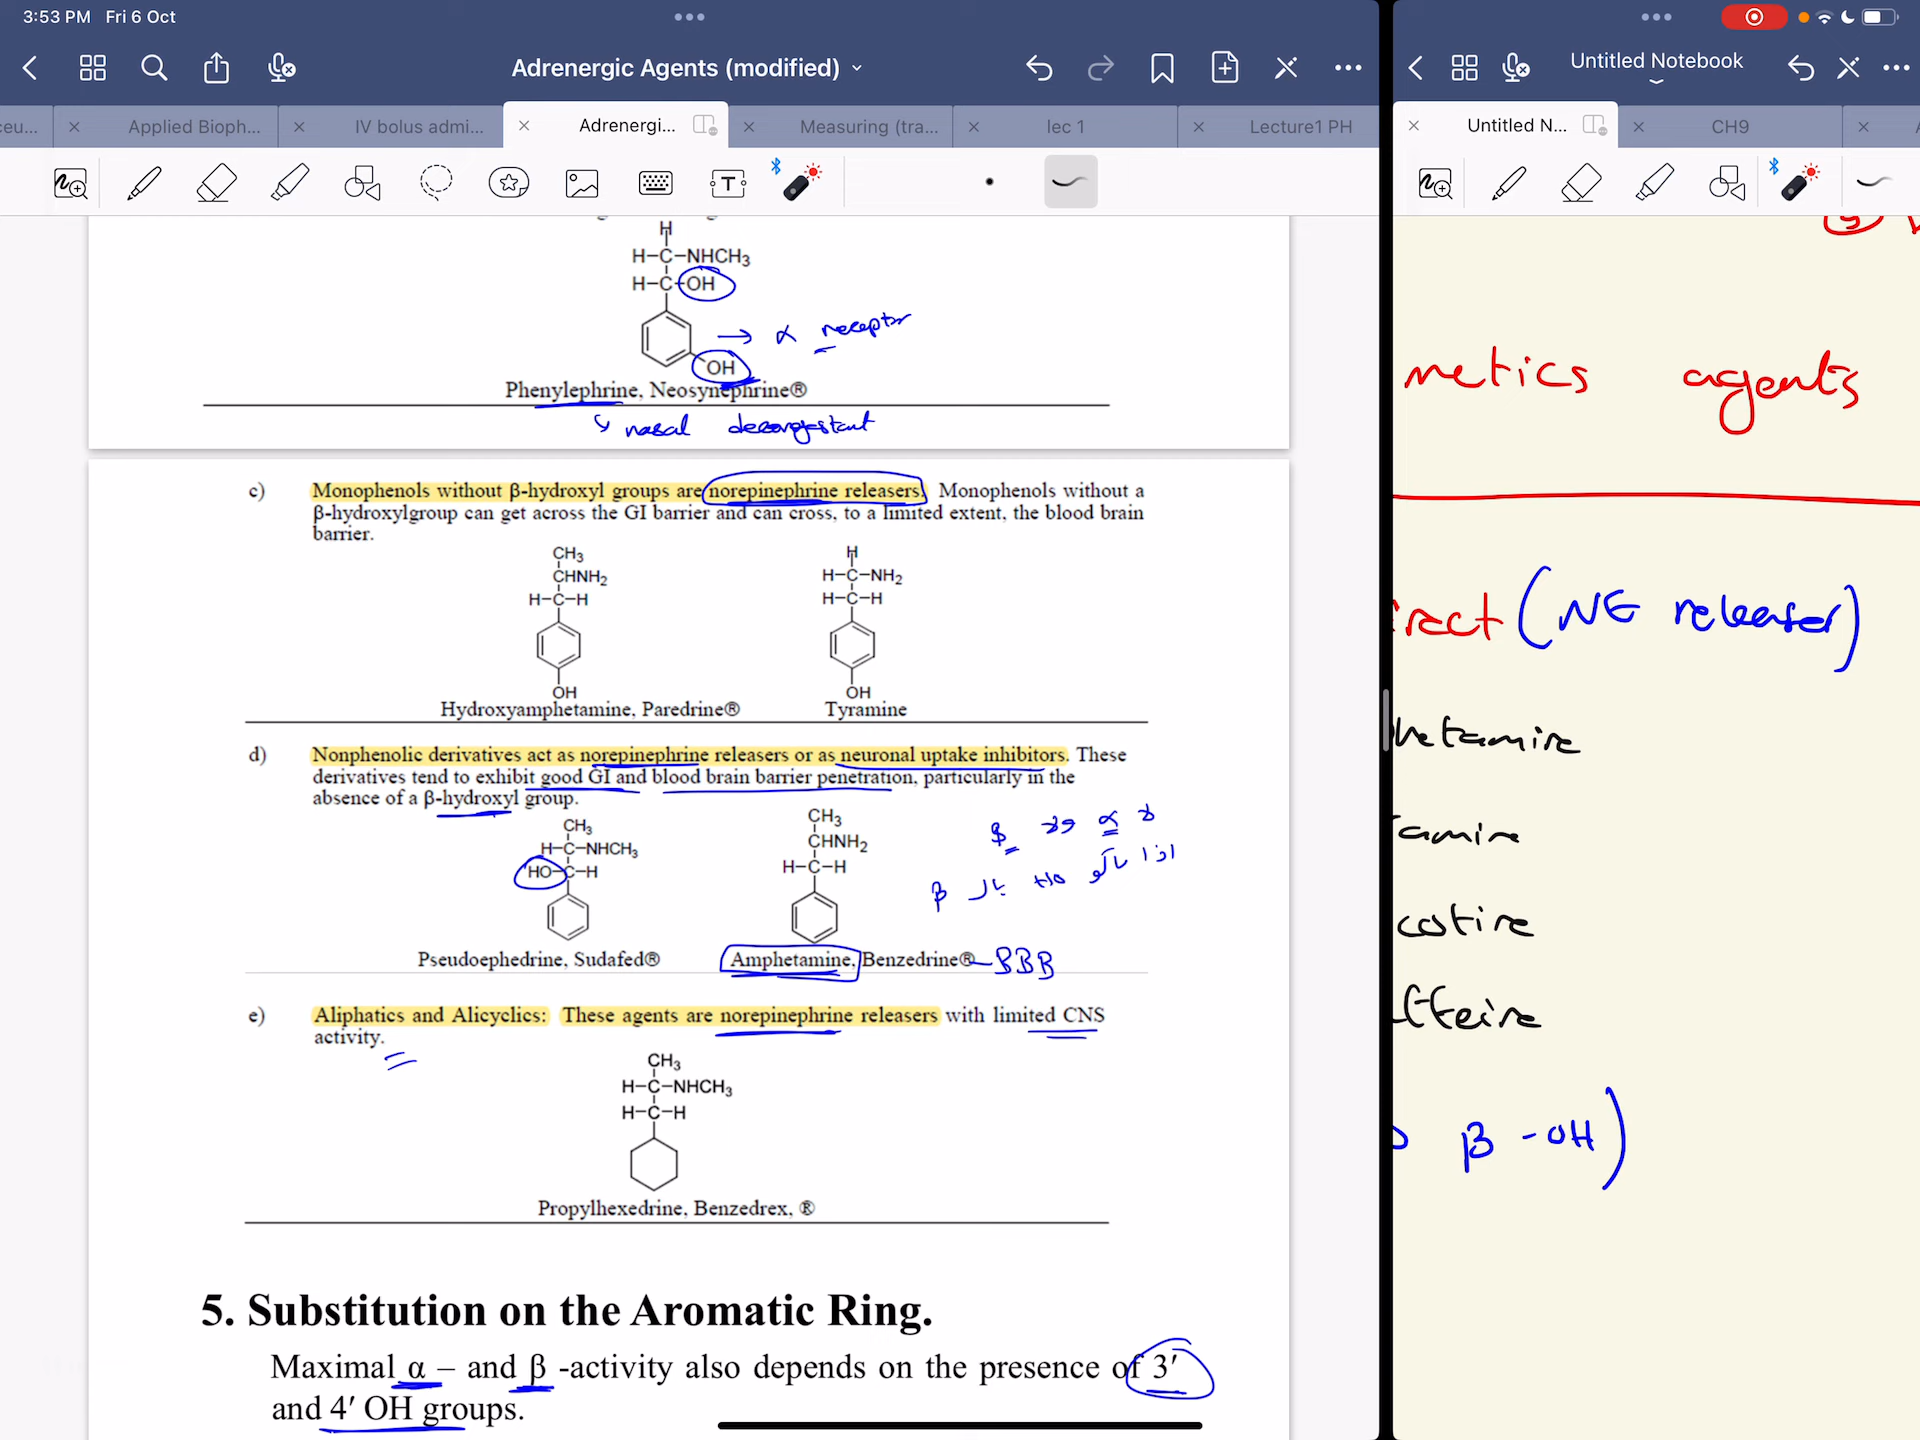 3:53 PM Fri 6 Oct
Adrenergic Agents (modified)
Untitled Notebook
ceu...
Applied Bioph...
IV bolus admi...
Adrenergi...
Measuring (tra...
lec 1
Lecture1 PH
Untitled N...
CH9
H
H-C-NHCH3
H-C-OH
→ α receptor
OH
Phenylephrine, Neosynephrine®
nasal decongestant
c) Monophenols without β-hydroxyl groups are norepinephrine releasers. Monophenols without a
β-hydroxylgroup can get across the GI barrier and can cross, to a limited extent, the blood brain
barrier.
CH3
CHNH2
H-C-H
OH
Hydroxyamphetamine, Paredrine®
H
H-C-NH2
H-C-H
OH
Tyramine
d) Nonphenolic derivatives act as norepinephrine releasers or as neuronal uptake inhibitors. These
derivatives tend to exhibit good GI and blood brain barrier penetration, particularly in the
absence of a β-hydroxyl group.
CH3
H-C-NHCH3
HO-C-H
Pseudoephedrine, Sudafed®
CH3
CHNH2
H-C-H
Amphetamine, Benzedrine® - BBB
α
اذا
β
e) Aliphatics and Alicyclics: These agents are norepinephrine releasers with limited CNS
activity.
CH3
H-C-NHCH3
H-C-H
Propylhexedrine, Benzedrex, ®
5. Substitution on the Aromatic Ring.
Maximal α – and β -activity also depends on the presence of 3′
and 4′ OH groups.
metics agents
irect (NE releaser)
hetamine
amine
cotine
ffeine
β -OH)